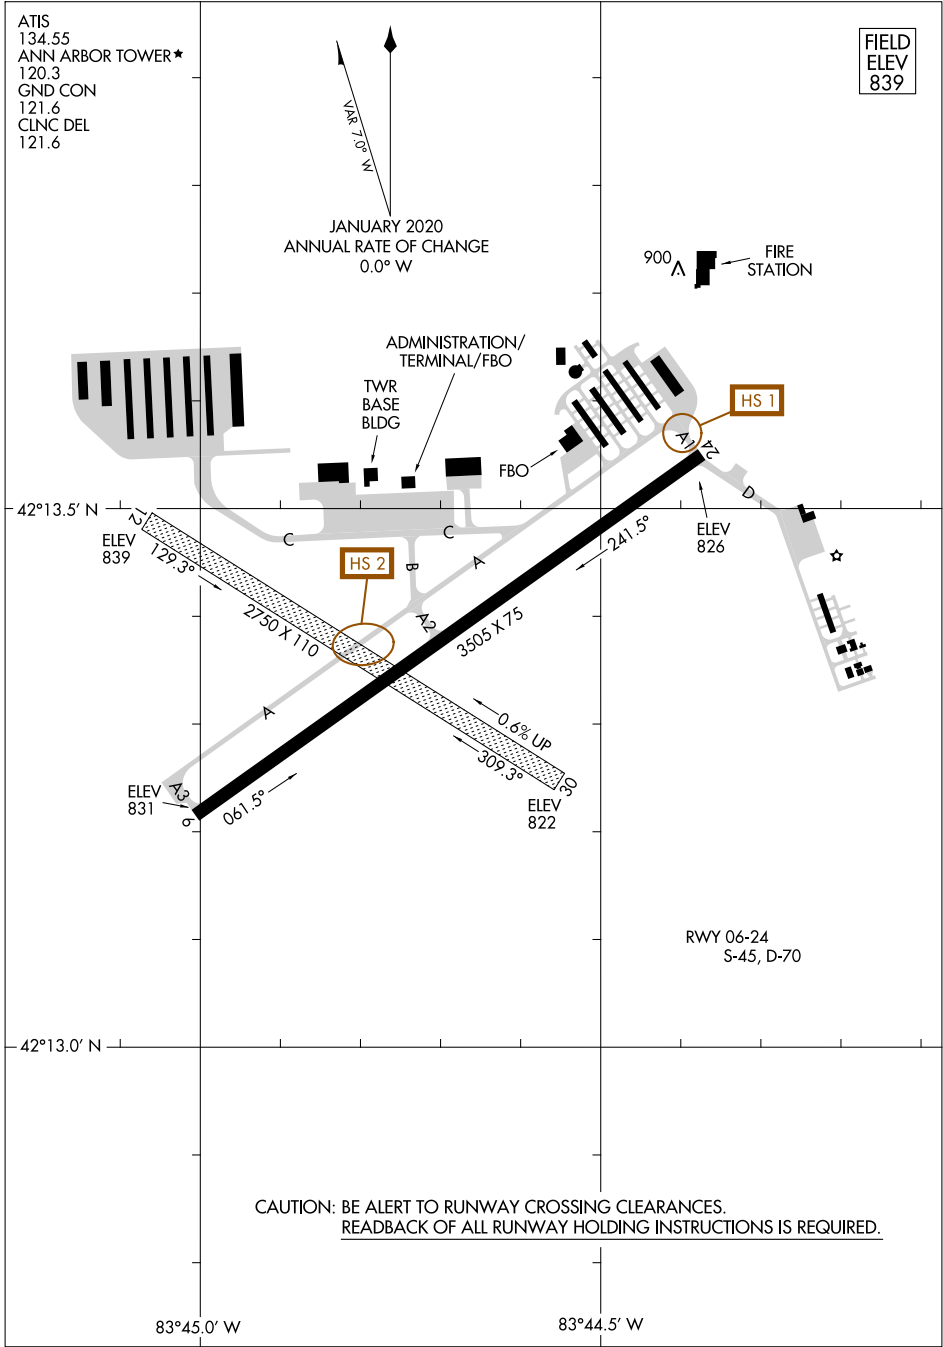 ATIS
134.55
ANN ARBOR TOWER★
120.3
GND CON
121.6
CLNC DEL
121.6
FIELD
ELEV
839
VAR 7.0° W
JANUARY 2020
ANNUAL RATE OF CHANGE
0.0° W
900
FIRE
STATION
ADMINISTRATION/
TERMINAL/FBO
TWR
BASE
BLDG
HS 1
FBO
A1
24
D
42°13.5' N
12
ELEV
839
129.3°
C
C
HS 2
B
A
241.5°
ELEV
826
2750 X 110
A2
3505 X 75
A
0.6% UP
309.3°
30
ELEV
822
A3
ELEV
831
6
061.5°
RWY 06-24
S-45, D-70
42°13.0' N
CAUTION: BE ALERT TO RUNWAY CROSSING CLEARANCES.
READBACK OF ALL RUNWAY HOLDING INSTRUCTIONS IS REQUIRED.
83°45.0' W
83°44.5' W